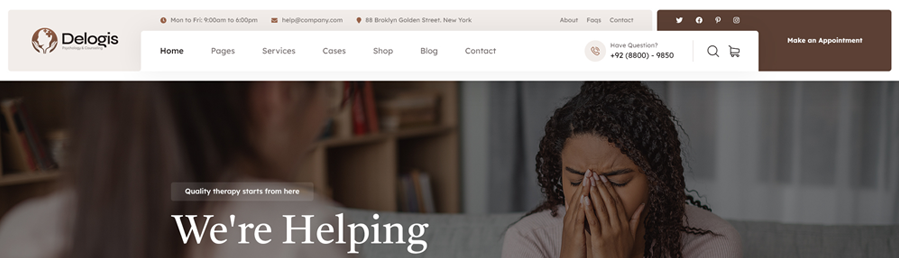 Delogis
Psychology & Counseling
Mon to Fri: 9:00am to 6:00pm
help@company.com
88 Broklyn Golden Street. New York
About
Faqs
Contact
Home
Pages
Services
Cases
Shop
Blog
Contact
Have Question?
+92 (8800) - 9850
Make an Appointment
Quality therapy starts from here
We're Helping